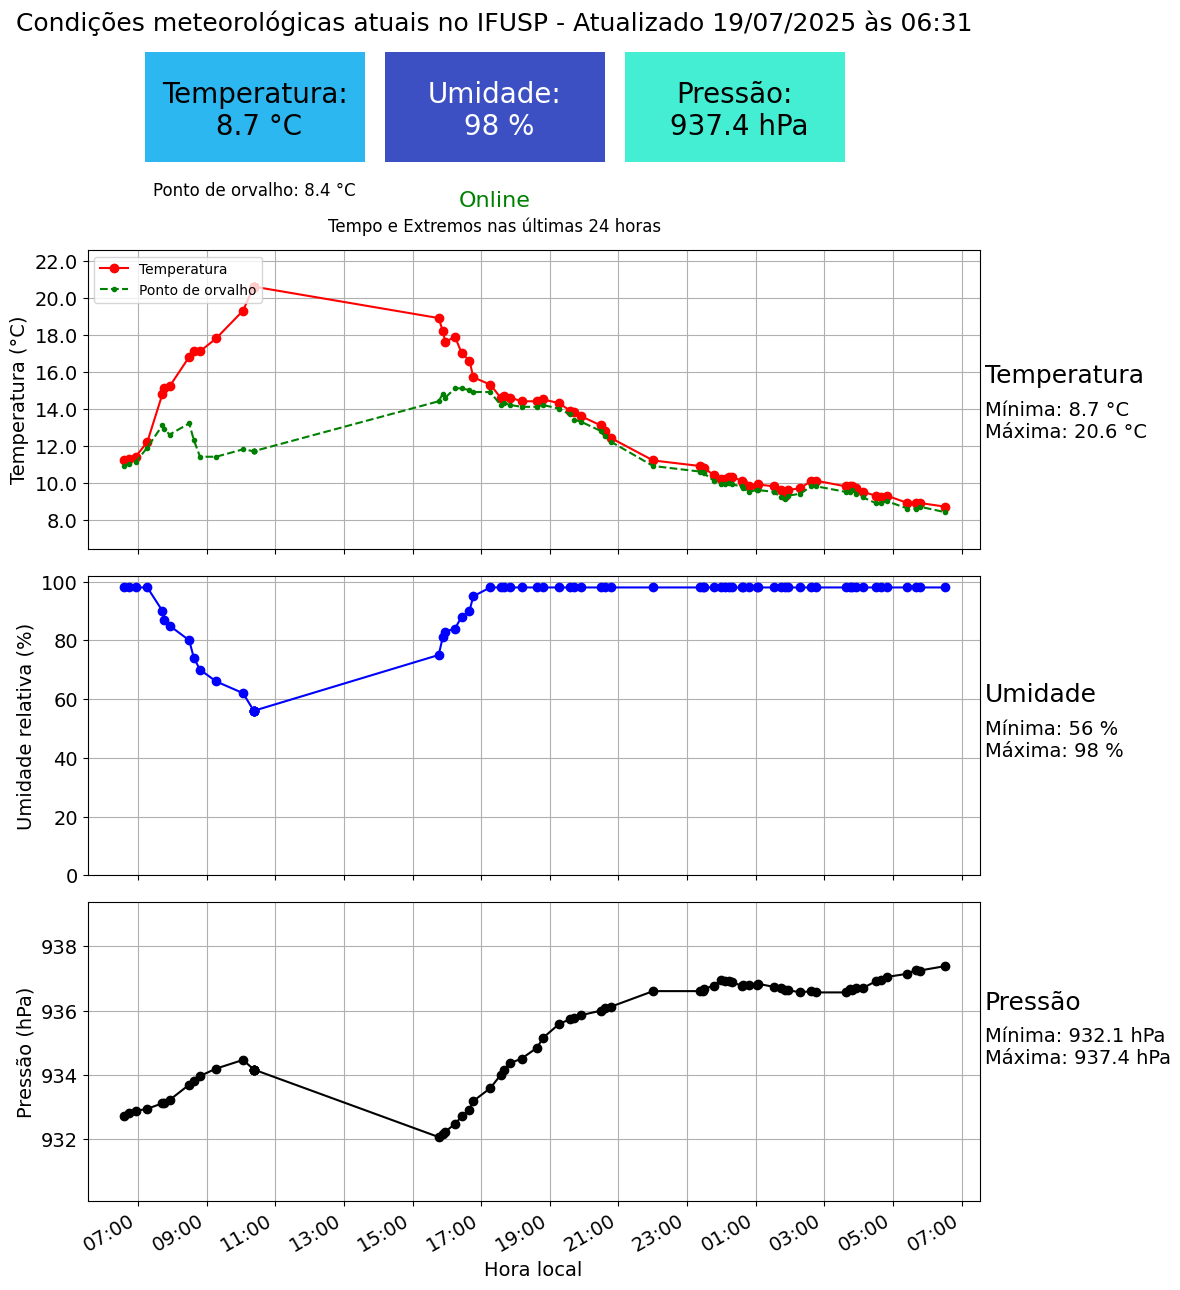 Condições meteorológicas atuais no IFUSP - Atualizado 19/07/2025 às 06:31
Temperatura:
8.7 °C
Umidade:
98 %
Pressão:
937.4 hPa
Ponto de orvalho: 8.4 °C
Online
Tempo e Extremos nas últimas 24 horas
Temperatura
Ponto de orvalho
22.0
20.0
18.0
16.0
14.0
12.0
10.0
8.0
Temperatura (°C)
Temperatura
Mínima: 8.7 °C
Máxima: 20.6 °C
100
80
60
40
20
0
Umidade relativa (%)
Umidade
Mínima: 56 %
Máxima: 98 %
938
936
934
932
Pressão (hPa)
Pressão
Mínima: 932.1 hPa
Máxima: 937.4 hPa
07:00 09:00 11:00 13:00 15:00 17:00 19:00 21:00 23:00 01:00 03:00 05:00 07:00
Hora local